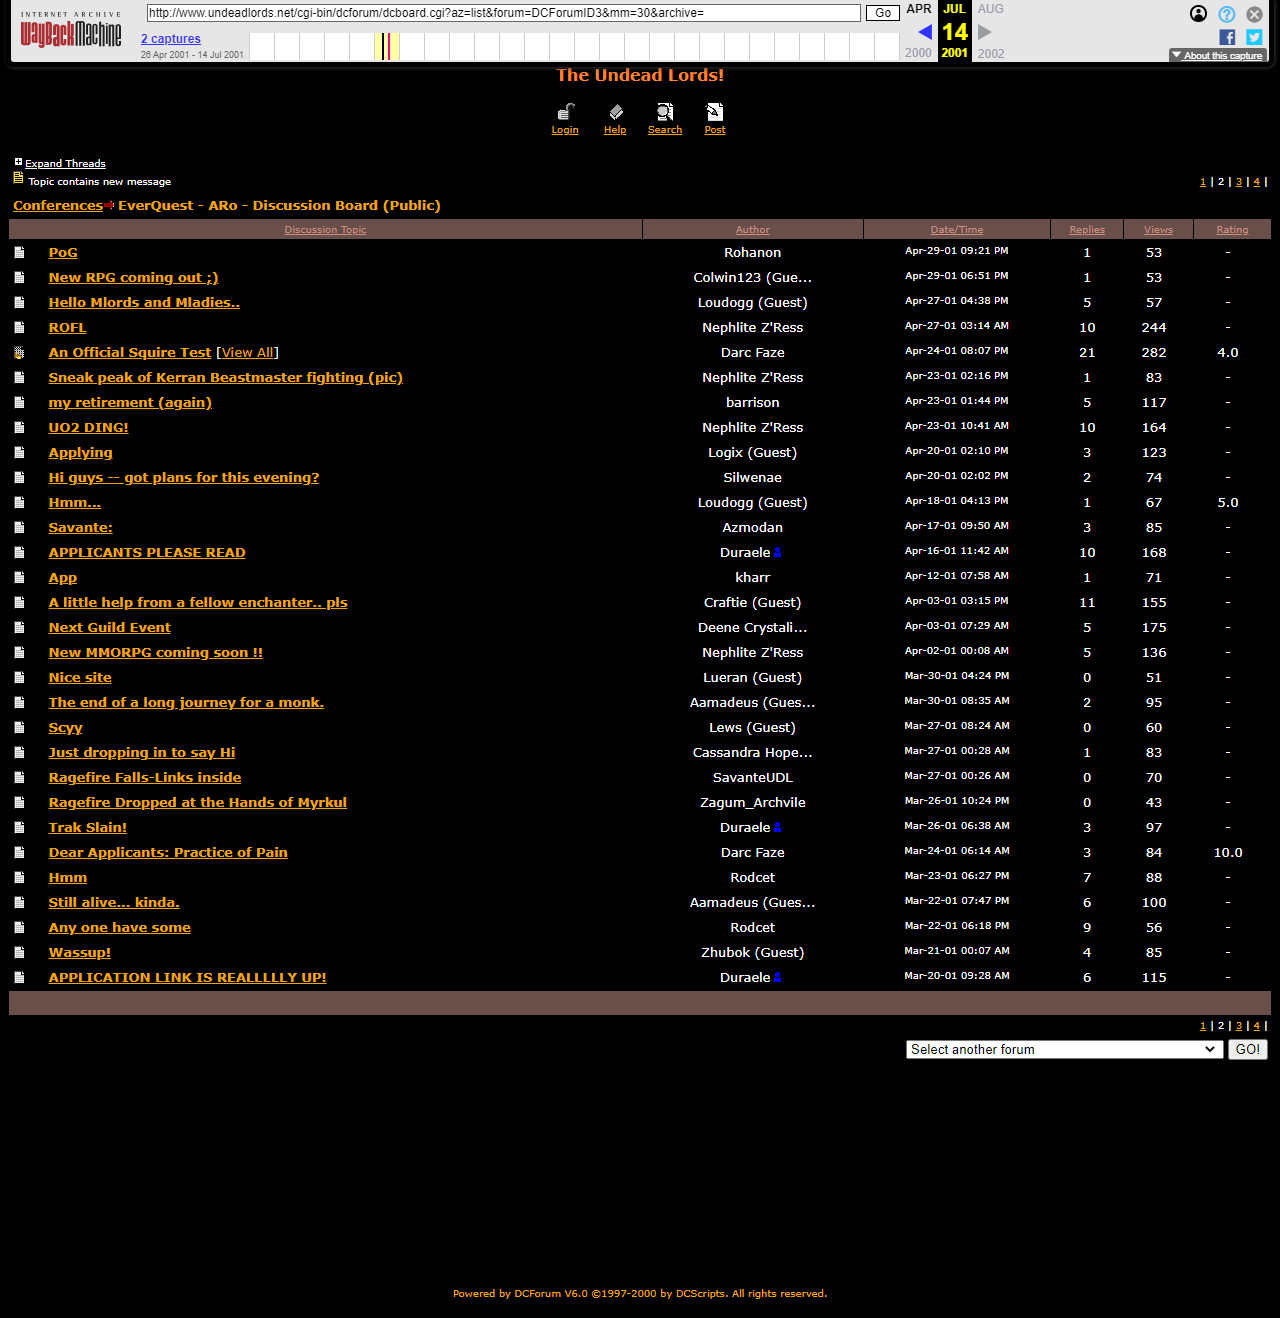 INTERNET ARCHIVE
WayBackMachine
http://www.undeadlords.net/cgi-bin/dcforum/dcboard.cgi?az=list&forum=DCForumID3&mm=30&archive=
Go
APR JUL AUG
2 captures
14
26 Apr 2001 - 14 Jul 2001
2000 2001 2002
About this capture
The Undead Lords!
Login Help Search Post
Expand Threads
Topic contains new message
1 | 2 | 3 | 4 |
Conferences EverQuest - ARo - Discussion Board (Public)
Discussion Topic Author Date/Time Replies Views Rating
PoG Rohanon Apr-29-01 09:21 PM 1 53 -
New RPG coming out ;) Colwin123 (Gue... Apr-29-01 06:51 PM 1 53 -
Hello Mlords and Mladies.. Loudogg (Guest) Apr-27-01 04:38 PM 5 57 -
ROFL Nephlite Z'Ress Apr-27-01 03:14 AM 10 244 -
An Official Squire Test [View All] Darc Faze Apr-24-01 08:07 PM 21 282 4.0
Sneak peak of Kerran Beastmaster fighting (pic) Nephlite Z'Ress Apr-23-01 02:16 PM 1 83 -
my retirement (again) barrison Apr-23-01 01:44 PM 5 117 -
UO2 DING! Nephlite Z'Ress Apr-23-01 10:41 AM 10 164 -
Applying Logix (Guest) Apr-20-01 02:10 PM 3 123 -
Hi guys -- got plans for this evening? Silwenae Apr-20-01 02:02 PM 2 74 -
Hmm... Loudogg (Guest) Apr-18-01 04:13 PM 1 67 5.0
Savante: Azmodan Apr-17-01 09:50 AM 3 85 -
APPLICANTS PLEASE READ Duraele Apr-16-01 11:42 AM 10 168 -
App kharr Apr-12-01 07:58 AM 1 71 -
A little help from a fellow enchanter.. pls Craftie (Guest) Apr-03-01 03:15 PM 11 155 -
Next Guild Event Deene Crystali... Apr-03-01 07:29 AM 5 175 -
New MMORPG coming soon !! Nephlite Z'Ress Apr-02-01 00:08 AM 5 136 -
Nice site Lueran (Guest) Mar-30-01 04:24 PM 0 51 -
The end of a long journey for a monk. Aamadeus (Gues... Mar-30-01 08:35 AM 2 95 -
Scyy Lews (Guest) Mar-27-01 08:24 AM 0 60 -
Just dropping in to say Hi Cassandra Hope... Mar-27-01 00:28 AM 1 83 -
Ragefire Falls-Links inside SavanteUDL Mar-27-01 00:26 AM 0 70 -
Ragefire Dropped at the Hands of Myrkul Zagum_Archvile Mar-26-01 10:24 PM 0 43 -
Trak Slain! Duraele Mar-26-01 06:38 AM 3 97 -
Dear Applicants: Practice of Pain Darc Faze Mar-24-01 06:14 AM 3 84 10.0
Hmm Rodcet Mar-23-01 06:27 PM 7 88 -
Still alive... kinda. Aamadeus (Gues... Mar-22-01 07:47 PM 6 100 -
Any one have some Rodcet Mar-22-01 06:18 PM 9 56 -
Wassup! Zhubok (Guest) Mar-21-01 00:07 AM 4 85 -
APPLICATION LINK IS REALLLLLY UP! Duraele Mar-20-01 09:28 AM 6 115 -
1 | 2 | 3 | 4 |
Select another forum GO!
Powered by DCForum V6.0 ©1997-2000 by DCScripts. All rights reserved.